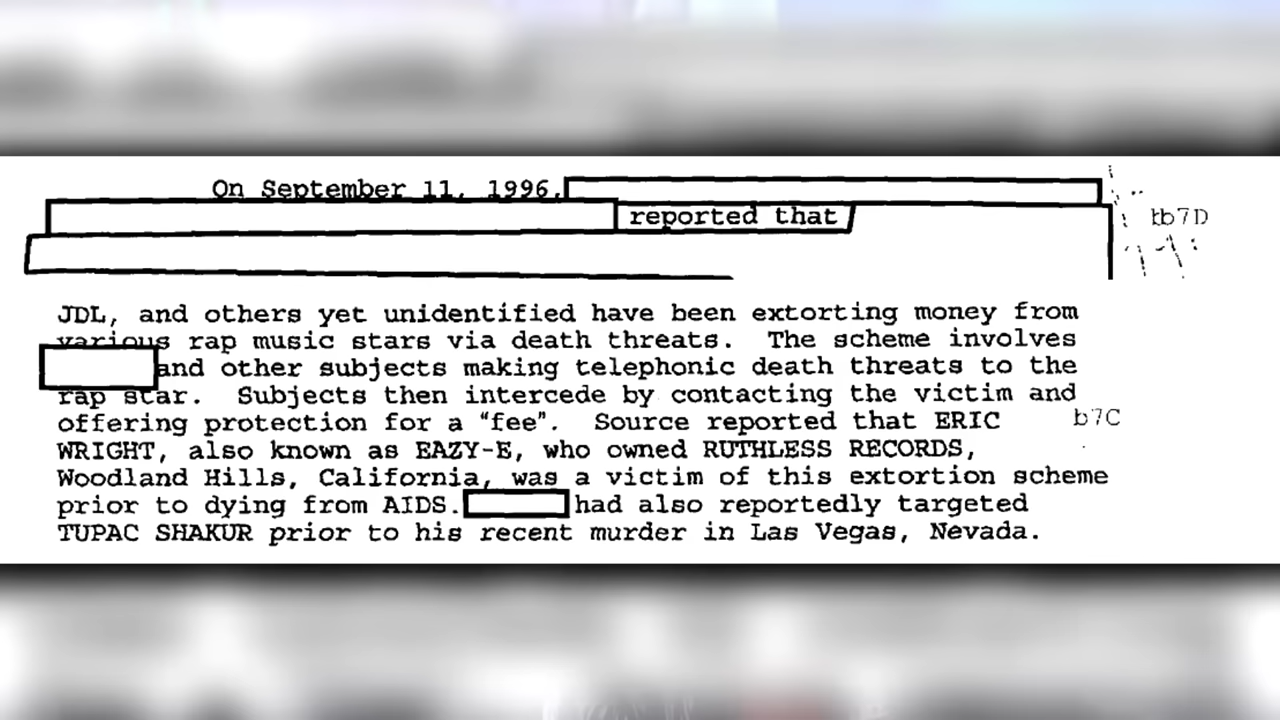 On September 11, 1996,
reported that
b7D
JDL, and others yet unidentified have been extorting money from
various rap music stars via death threats. The scheme involves
and other subjects making telephonic death threats to the
rap star. Subjects then intercede by contacting the victim and
offering protection for a “fee”. Source reported that ERIC
b7C
WRIGHT, also known as EAZY-E, who owned RUTHLESS RECORDS,
Woodland Hills, California, was a victim of this extortion scheme
prior to dying from AIDS. had also reportedly targeted
TUPAC SHAKUR prior to his recent murder in Las Vegas, Nevada.